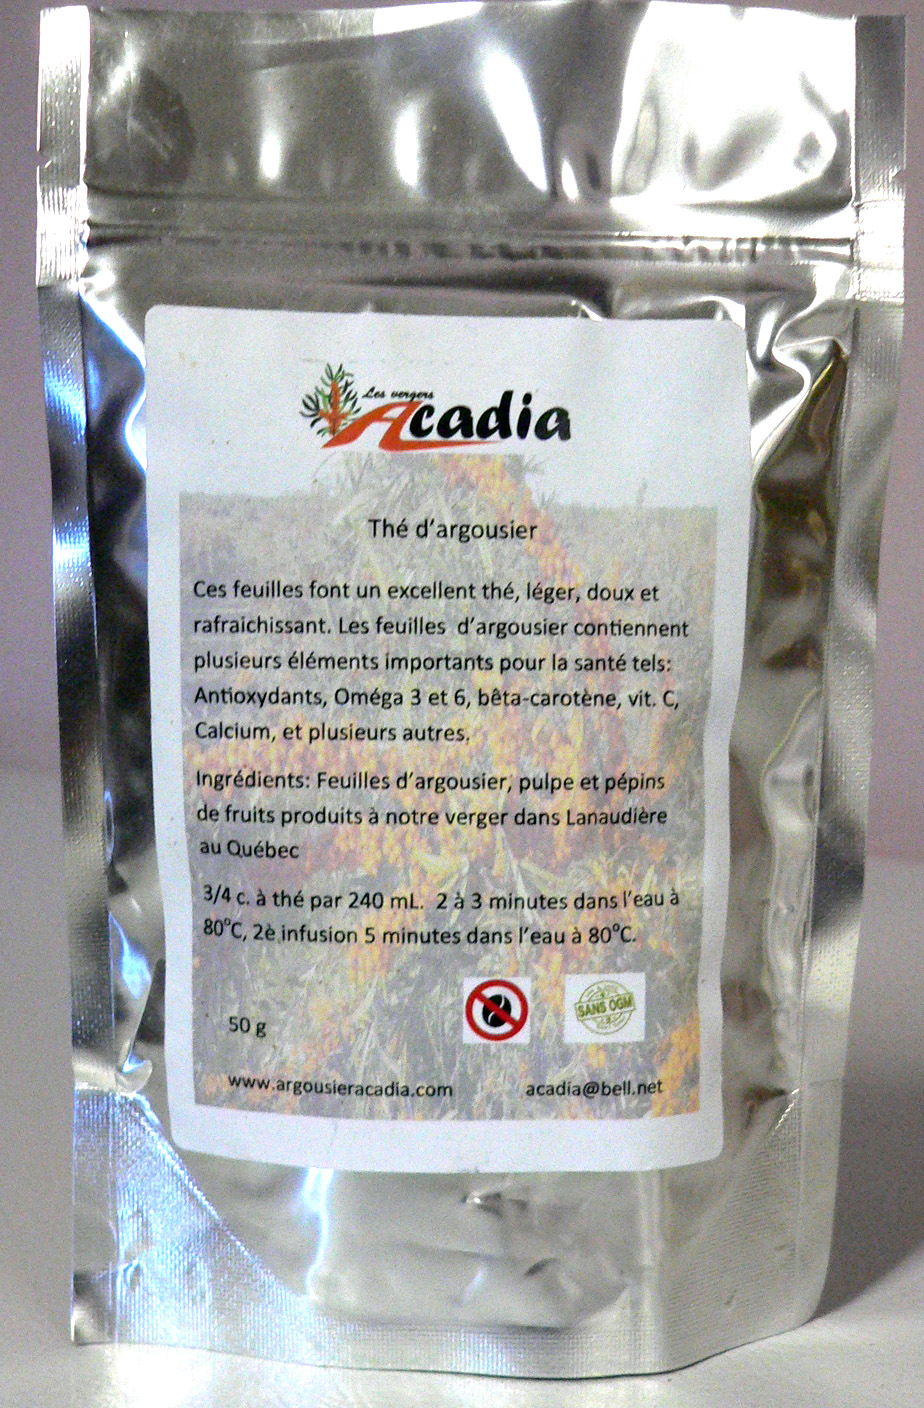 Les vergers
Acadia
Thé d'argousier
Ces feuilles font un excellent thé, léger, doux et
rafraichissant. Les feuilles d'argousier contiennent
plusieurs éléments importants pour la santé tels:
Antioxydants, Oméga 3 et 6, bêta-carotène, vit. C,
Calcium, et plusieurs autres.
Ingrédients: Feuilles d'argousier, pulpe et pépins
de fruits produits à notre verger dans Lanaudière
au Québec
3/4 c. à thé par 240 mL. 2 à 3 minutes dans l'eau à
80°C, 2è infusion 5 minutes dans l'eau à 80°C.
SANS OGM
50 g
www.argousieracadia.com acadia@bell.net